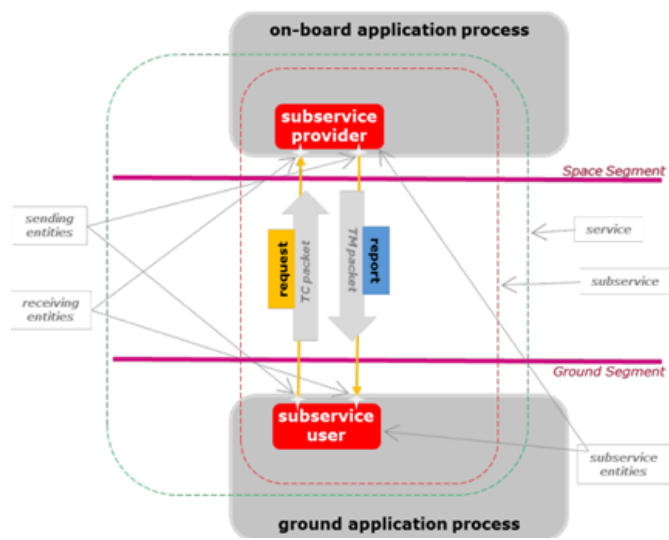 on-board application process
subservice
provider
Space Segment
sending
entities
service
request
TC packet
TM packet
report
subservice
receiving
entities
Ground Segment
subservice
user
subservice
entities
ground application process